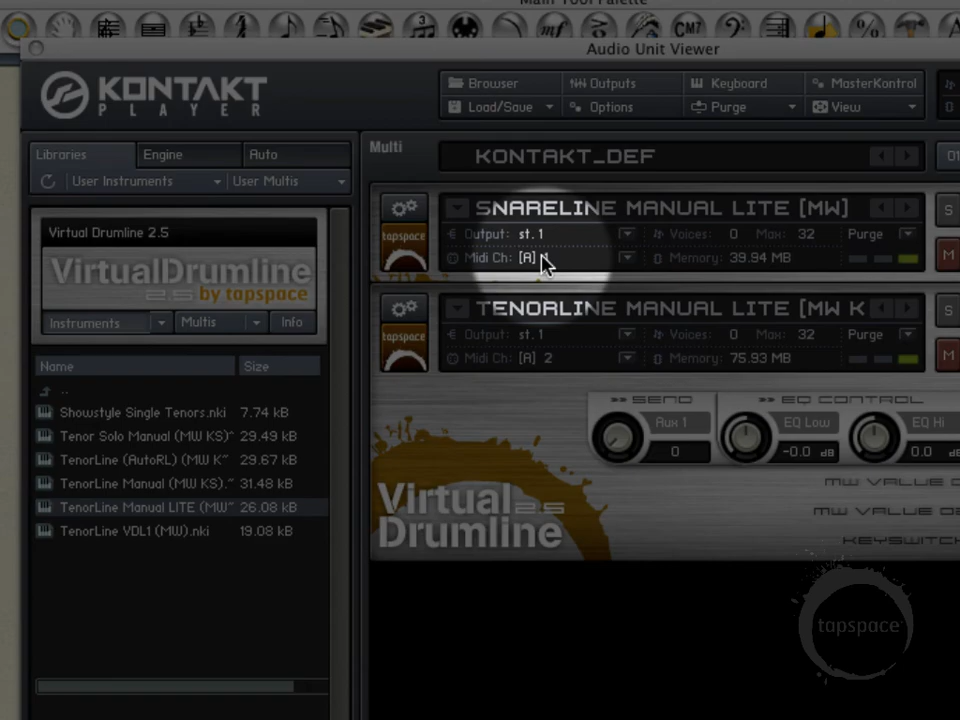 Main Tool Palette
3
mf
CM7
%
A
Audio Unit Viewer
KONTAKT
PLAYER
Browser
Outputs
Keyboard
MasterKontrol
Load/Save
Options
Purge
View
Libraries
Engine
Auto
Multi
KONTAKT_DEF
01
User Instruments
User Multis
Virtual Drumline 2.5
VirtualDrumline
2.5 by tapspace
Instruments
Multis
Info
Name
Size
..
Showstyle Single Tenors.nki 7.74 kB
Tenor Solo Manual (MW KS)" 29.49 kB
TenorLine (AutoRL) (MW K" 29.67 kB
TenorLine Manual (MW KS)." 31.48 kB
TenorLine Manual LITE (MW" 26.08 kB
TenorLine VDL1 (MW).nki 19.08 kB
tapspace
SNARELINE MANUAL LITE [MW]
S
Output: st. 1
Voices: 0 Max: 32 Purge
Midi Ch: [A]
Memory: 39.94 MB
M
tapspace
TENORLINE MANUAL LITE [MW K
S
Output: st. 1
Voices: 0 Max: 32 Purge
Midi Ch: [A] 2
Memory: 75.93 MB
M
>> SEND
>> EQ CONTROL
Aux 1
0
EQ Low
-0.0 dB
EQ Hi
0.0 dB
MW VALUE
MW VALUE
KEYSWITCH
Virtual 2.5
Drumline
tapspace